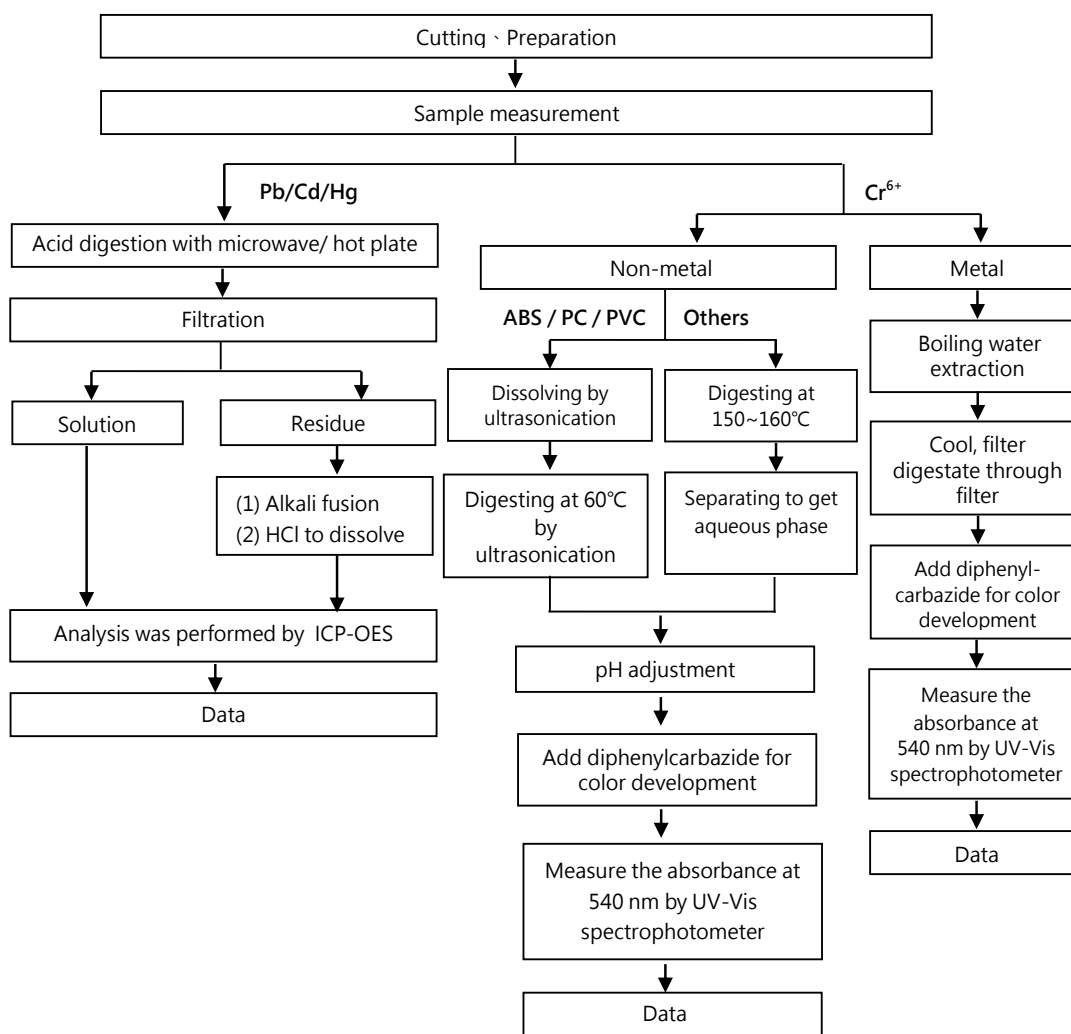 Cutting、Preparation
Sample measurement
Pb/Cd/Hg
Acid digestion with microwave/ hot plate
Filtration
Solution
Residue
(1) Alkali fusion
(2) HCl to dissolve
Analysis was performed by ICP-OES
Data
Cr⁶⁺
Non-metal
ABS / PC / PVC
Others
Dissolving by
ultrasonication
Digesting at
150~160℃
Digesting at 60℃
by
ultrasonication
Separating to get
aqueous phase
pH adjustment
Add diphenylcarbazide for
color development
Measure the absorbance at
540 nm by UV-Vis
spectrophotometer
Data
Metal
Boiling water
extraction
Cool, filter
digestate through
filter
Add diphenyl-
carbazide for color
development
Measure the
absorbance at
540 nm by UV-Vis
spectrophotometer
Data